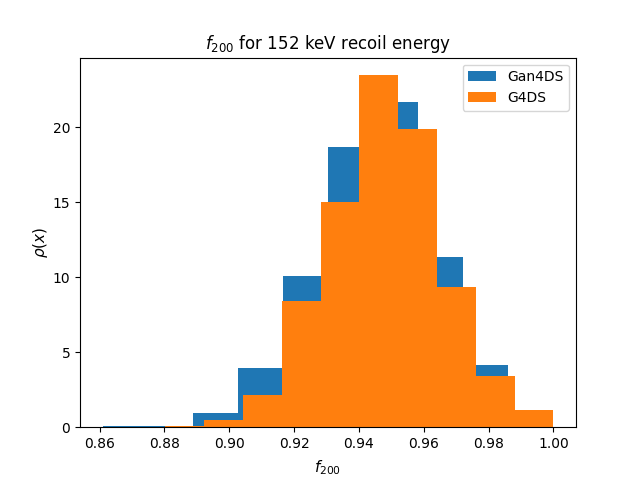 f₂₀₀ for 152 keV recoil energy
Gan4DS
G4DS
ρ(x)
20
15
10
5
0
0.86 0.88 0.90 0.92 0.94 0.96 0.98 1.00
f₂₀₀